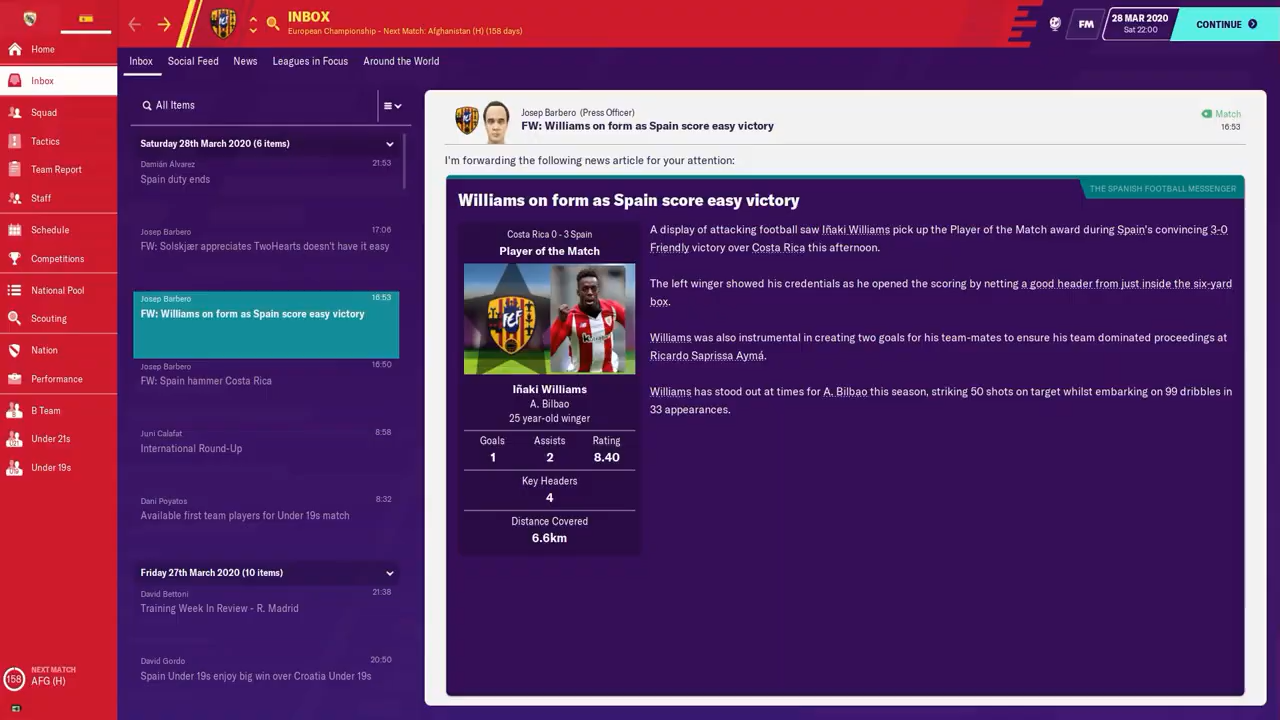 INBOX
European Championship - Next Match: Afghanistan (H) (158 days)
FM
28 MAR 2020
Sat 22:00
CONTINUE
Home
Inbox
Squad
Tactics
Team Report
Staff
Schedule
Competitions
National Pool
Scouting
Nation
Performance
B Team
Under 21s
Under 19s
158
NEXT MATCH
AFG (H)
Inbox
Social Feed
News
Leagues in Focus
Around the World
All Items
Saturday 28th March 2020 (6 items)
Damián Álvarez 21:53
Spain duty ends
Josep Barbero 17:06
FW: Solskjær appreciates TwoHearts doesn't have it easy
Josep Barbero 16:53
FW: Williams on form as Spain score easy victory
Josep Barbero 16:50
FW: Spain hammer Costa Rica
Juni Calafat 8:58
International Round-Up
Dani Poyatos 8:32
Available first team players for Under 19s match
Friday 27th March 2020 (10 items)
David Bettoni 21:38
Training Week In Review - R. Madrid
David Gordo 20:50
Spain Under 19s enjoy big win over Croatia Under 19s
Josep Barbero (Press Officer)
FW: Williams on form as Spain score easy victory
Match
16:53
I'm forwarding the following news article for your attention:
THE SPANISH FOOTBALL MESSENGER
Williams on form as Spain score easy victory
Costa Rica 0 - 3 Spain
Player of the Match
FCF
Iñaki Williams
A. Bilbao
25 year-old winger
Goals Assists Rating
1 2 8.40
Key Headers
4
Distance Covered
6.6km
A display of attacking football saw Iñaki Williams pick up the Player of the Match award during Spain's convincing 3-0
Friendly victory over Costa Rica this afternoon.
The left winger showed his credentials as he opened the scoring by netting a good header from just inside the six-yard
box.
Williams was also instrumental in creating two goals for his team-mates to ensure his team dominated proceedings at
Ricardo Saprissa Aymá.
Williams has stood out at times for A. Bilbao this season, striking 50 shots on target whilst embarking on 99 dribbles in
33 appearances.